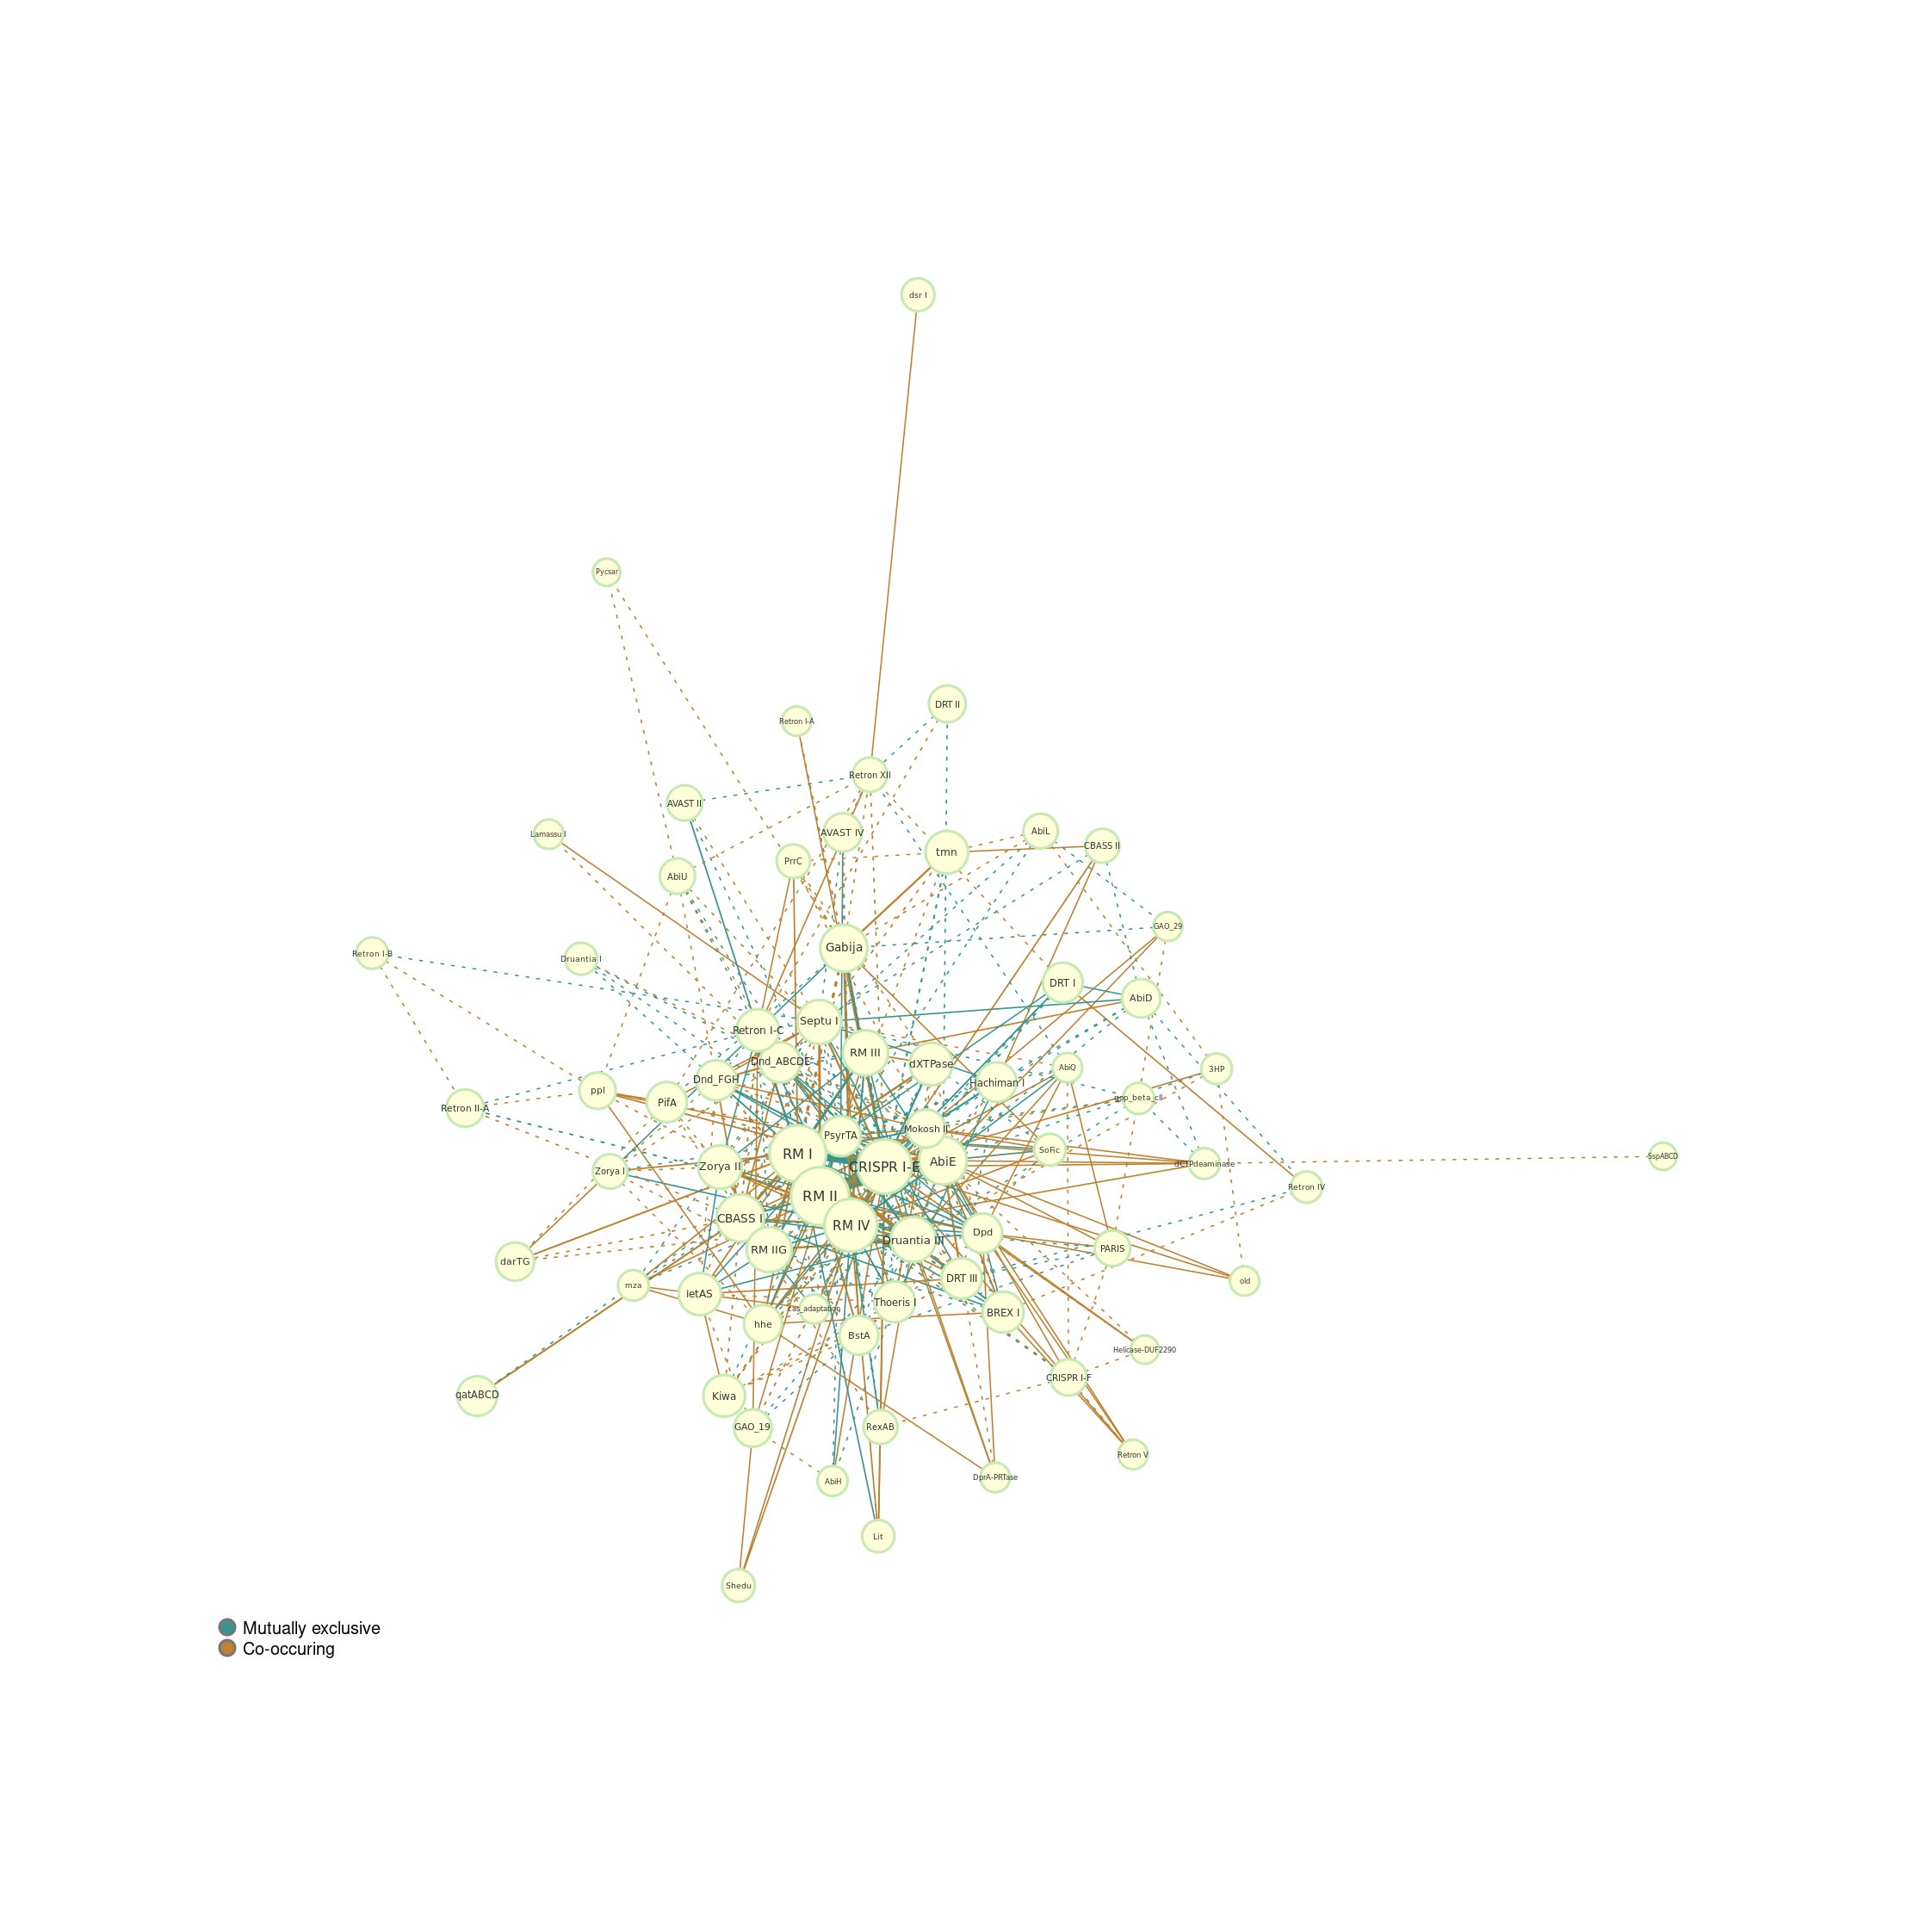 dsr I
Pycsar
DRT II
Retron I-A
Retron XII
AVAST II
Lamassu I
AVAST IV
AbiL
CBASS II
tmn
PrrC
AbiU
GAO_29
Gabija
Retron I-B
Druantia I
DRT I
AbiD
Septu I
Retron I-C
RM III
Dnd_ABCDE
dXTPase
AbiQ
3HP
Dnd_FGH
Hachiman I
ppl
PifA
Retron II-A
Mokosh II
PsyrTA
SoFic
RM I
SspABCD
AbiE
dCTPdeaminase
Zorya II
CRISPR I-E
Zorya I
Retron IV
RM II
CBASS I
RM IV
Dpd
Druantia III
PARIS
RM IIG
darTG
DRT III
old
mza
ietAS
Thoeris I
cas_adaptation
BREX I
hhe
BstA
Helicase-DUF2290
CRISPR I-F
qatABCD
Kiwa
GAO_19
RexAB
Retron V
DprA-PRTase
AbiH
Lit
Shedu
Mutually exclusive
Co-occuring